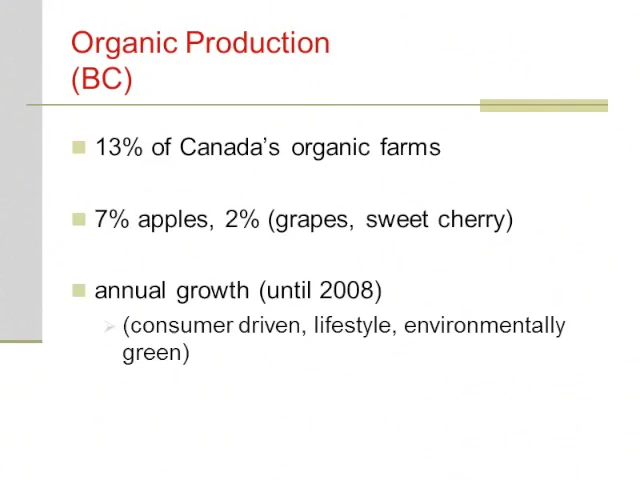 Organic Production
(BC)
13% of Canada's organic farms
7% apples, 2% (grapes, sweet cherry)
annual growth (until 2008)
(consumer driven, lifestyle, environmentally
green)